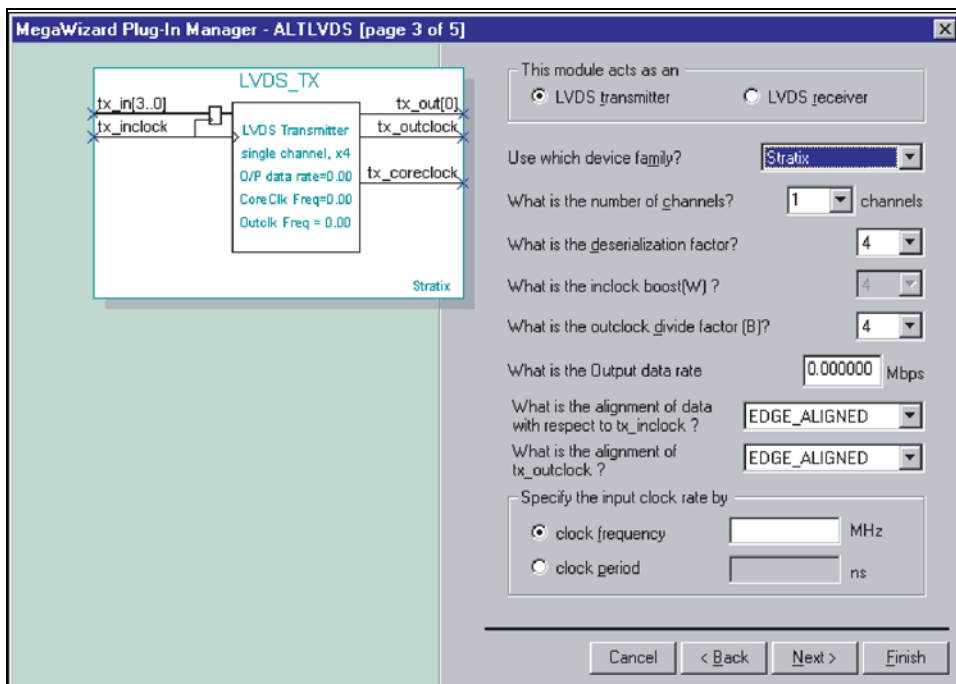 MegaWizard Plug-In Manager - ALTLVDS [page 3 of 5]
LVDS_TX
tx_in[3..0]
tx_inclock
tx_out[0]
tx_outclock
tx_coreclock
LVDS Transmitter
single channel, x4
O/P data rate=0.00
CoreClk Freq=0.00
Outclk Freq = 0.00
Stratix
This module acts as an
LVDS transmitter
LVDS receiver
Use which device family?
Stratix
What is the number of channels?
1
channels
What is the deserialization factor?
4
What is the inclock boost(W) ?
4
What is the outclock divide factor (B)?
4
What is the Output data rate
0.000000
Mbps
What is the alignment of data
with respect to tx_inclock ?
EDGE_ALIGNED
What is the alignment of
tx_outclock ?
EDGE_ALIGNED
Specify the input clock rate by
clock frequency
MHz
clock period
ns
Cancel
< Back
Next >
Finish